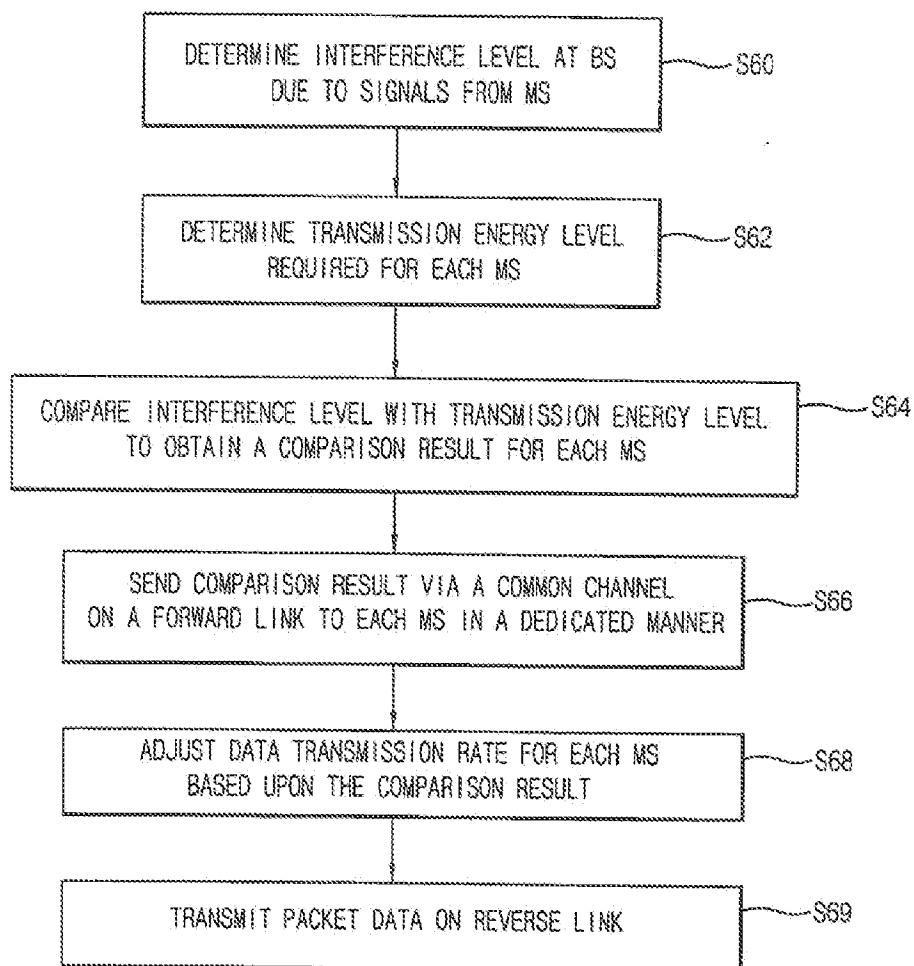 DETERMINE INTERFERENCE LEVEL AT BS
DUE TO SIGNALS FROM MS
S60
DETERMINE TRANSMISSION ENERGY LEVEL
REQUIRED FOR EACH MS
S62
COMPARE INTERFERENCE LEVEL WITH TRANSMISSION ENERGY LEVEL
TO OBTAIN A COMPARISON RESULT FOR EACH MS
S64
SEND COMPARISON RESULT VIA A COMMON CHANNEL
ON A FORWARD LINK TO EACH MS IN A DEDICATED MANNER
S66
ADJUST DATA TRANSMISSION RATE FOR EACH MS
BASED UPON THE COMPARISON RESULT
S68
TRANSMIT PACKET DATA ON REVERSE LINK
S69